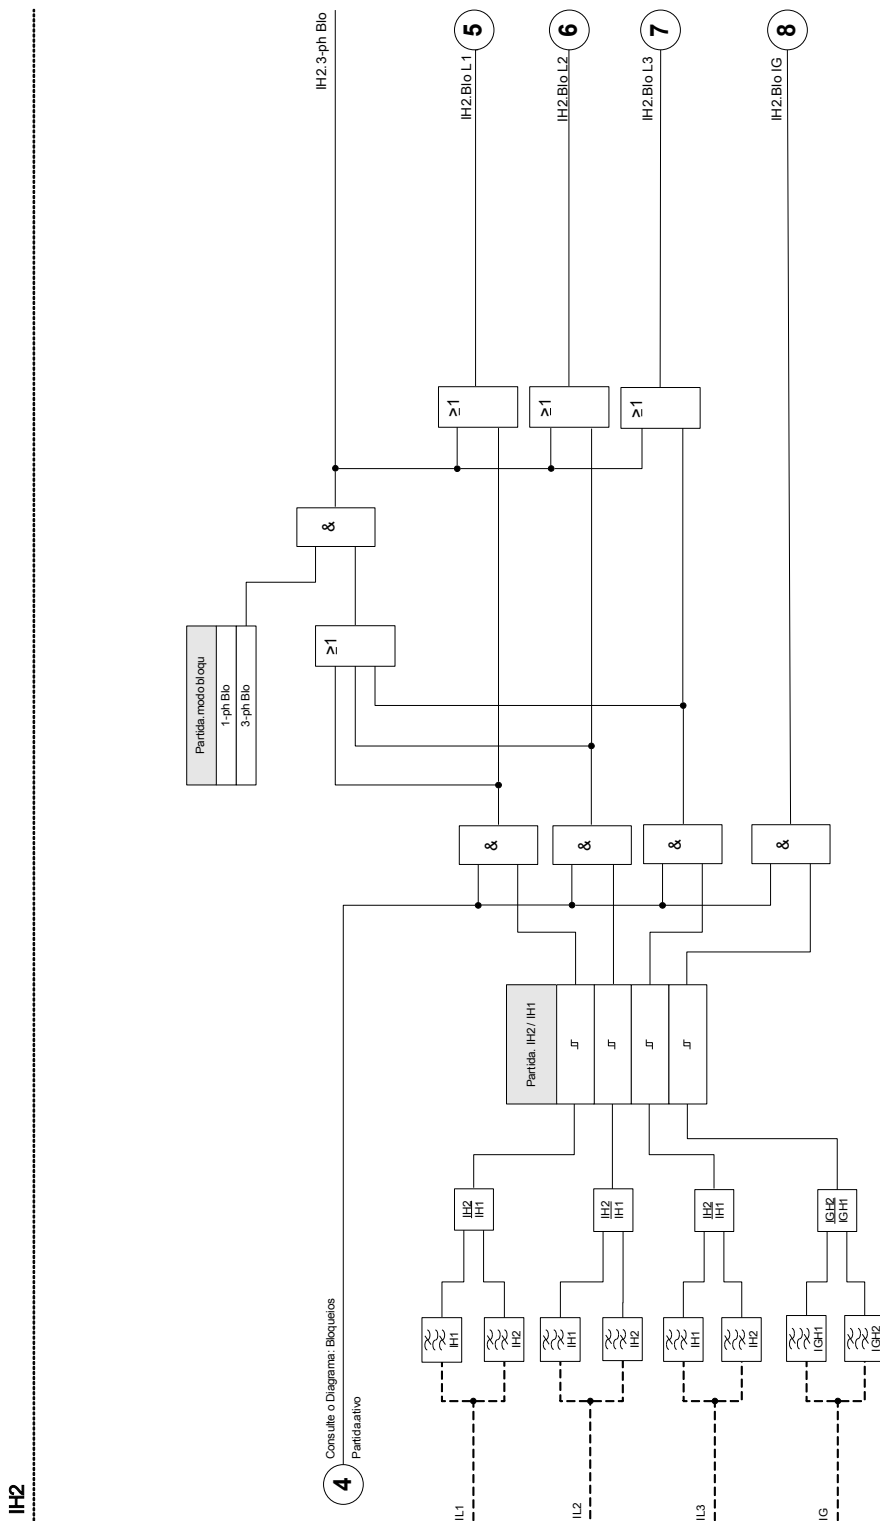 IH2
4
Consulte o Diagrama: Bloqueios
Partida.ativo
IL1
IL2
IL3
IG
IH1
IH2
IH1
IH2
IH1
IH2
IGH1
IGH2
IH2
IH1
IH2
IH1
IH2
IH1
IGH2
IGH1
Partida. IH2 / IH1
&
&
&
&
Partida.modo bloqu
1-ph Blo
3-ph Blo
≥1
&
≥1
≥1
≥1
IH2.3-ph Blo
IH2.Blo L1
5
IH2.Blo L2
6
IH2.Blo L3
7
IH2.Blo IG
8